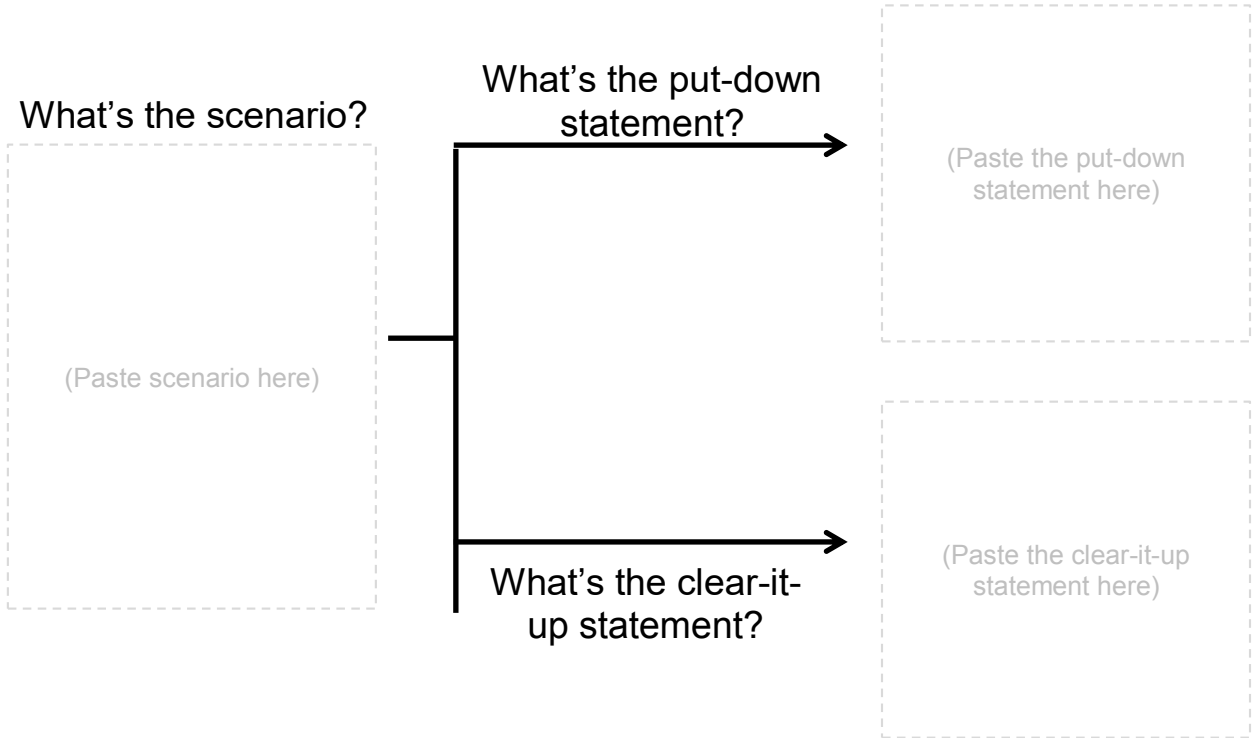 What’s the scenario?
(Paste scenario here)
What’s the put-down
statement?
(Paste the put-down
statement here)
What’s the clear-it-
up statement?
(Paste the clear-it-up
statement here)